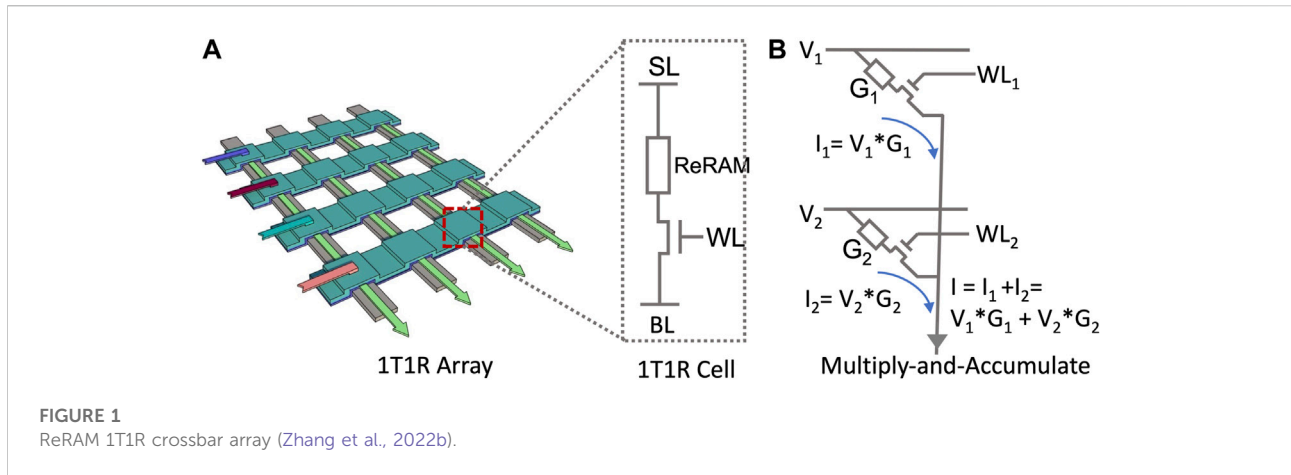 A
SL
ReRAM
WL
BL
1T1R Array
1T1R Cell
B
V₁
WL₁
G₁
I₁= V₁*G₁
V₂
WL₂
G₂
I₂= V₂*G₂
I = I₁ +I₂=
V₁*G₁ + V₂*G₂
Multiply-and-Accumulate
FIGURE 1
ReRAM 1T1R crossbar array (Zhang et al., 2022b).